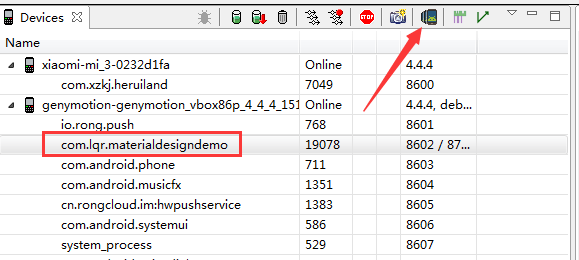 Devices
STOP
Name
xiaomi-mi_3-0232d1fa Online 4.4.4
com.xzkj.heruiland 7049 8600
genymotion-genymotion_vbox86p_4_4_4_151 Online 4.4.4, deb...
io.rong.push 768 8601
com.lqr.materialdesigndemo 19078 8602 / 87...
com.android.phone 711 8603
com.android.musicfx 1351 8604
cn.rongcloud.im:hwpushservice 1383 8605
com.android.systemui 586 8606
system_process 529 8607